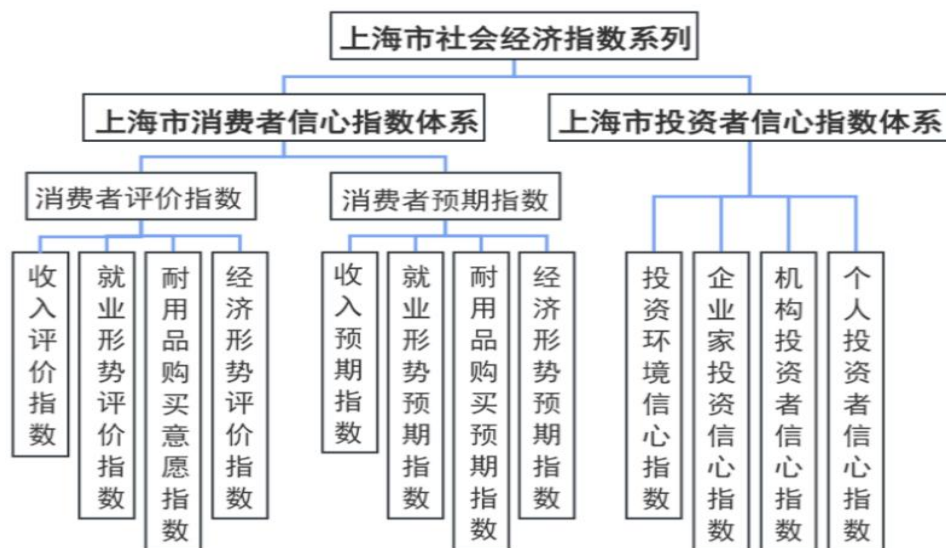 上海市社会经济指数系列
上海市消费者信心指数体系
上海市投资者信心指数体系
消费者评价指数
消费者预期指数
收入评价指数
就业形势评价指数
耐用品购买意愿指数
经济形势评价指数
收入预期指数
就业形势预期指数
耐用品购买预期指数
经济形势预期指数
投资环境信心指数
企业家投资信心指数
机构投资者信心指数
个人投资者信心指数